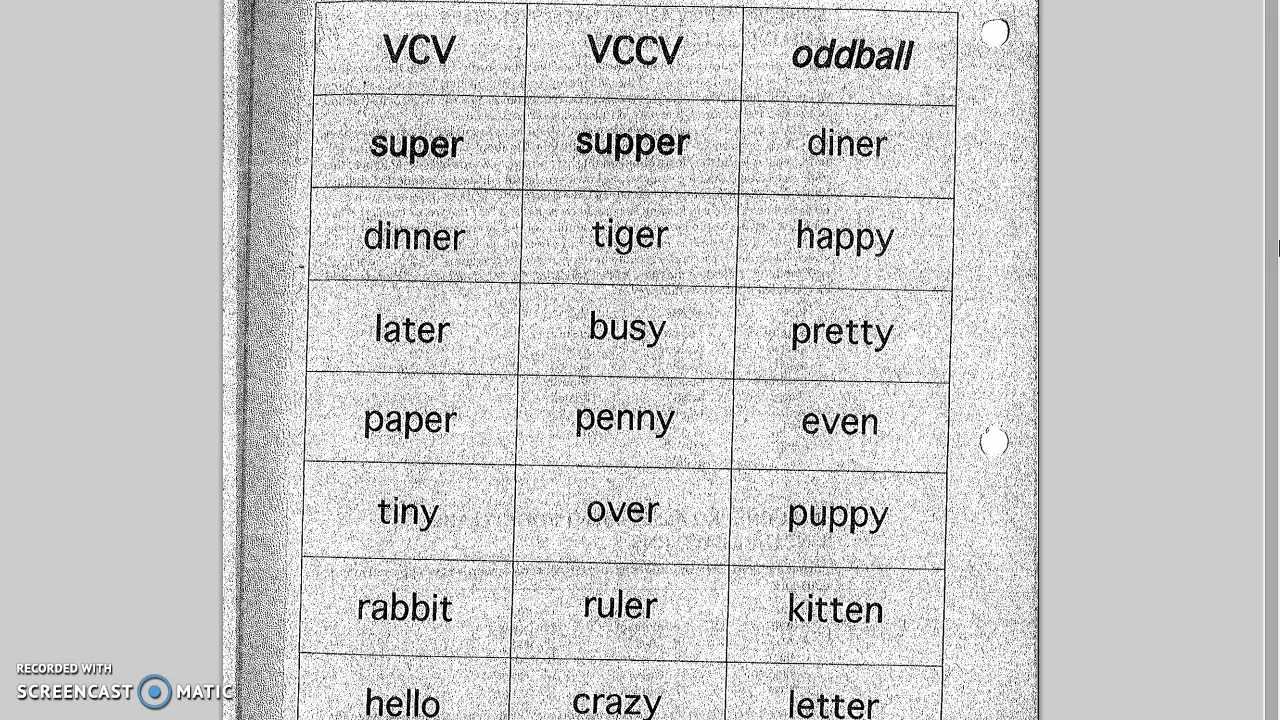 VCV VCCV oddball
super supper diner
dinner tiger happy
later busy pretty
paper penny even
tiny over puppy
rabbit ruler kitten
hello crazy letter
RECORDED WITH
SCREENCAST MATIC